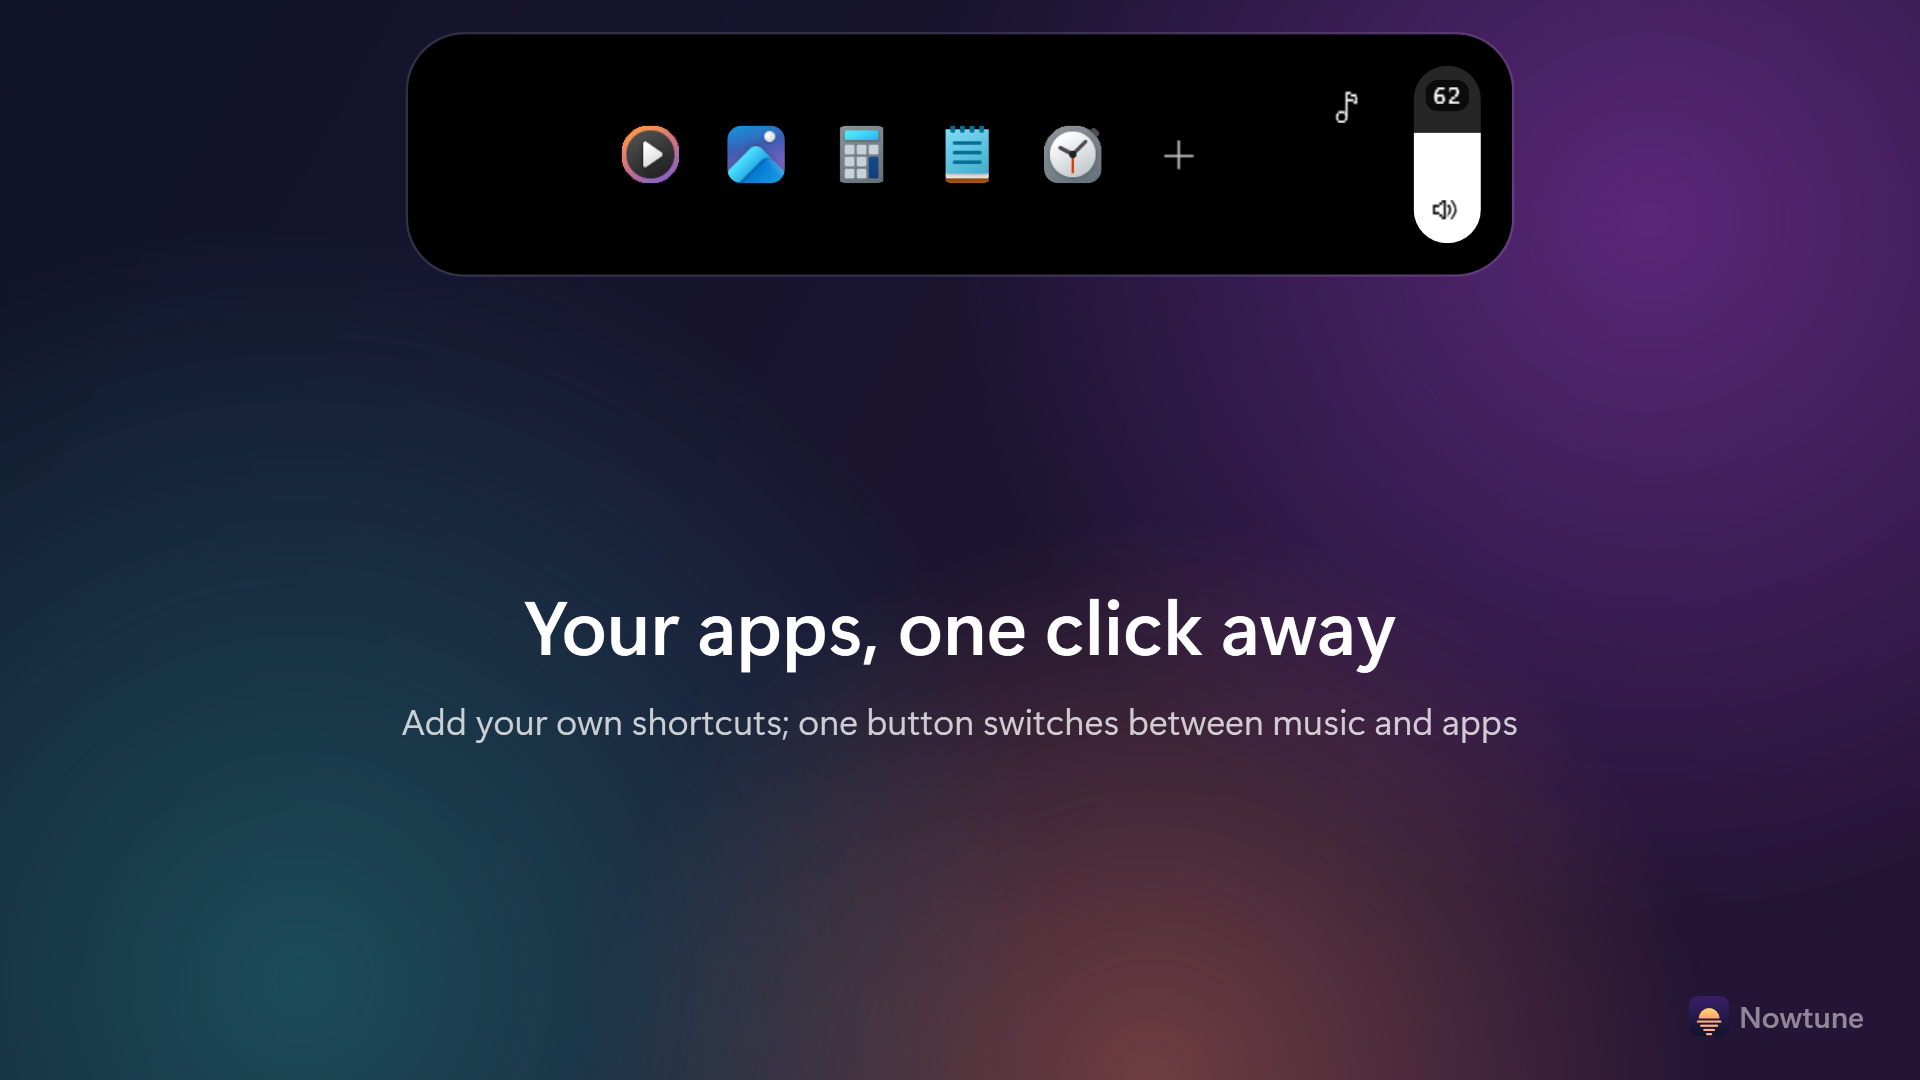 62
Your apps, one click away
Add your own shortcuts; one button switches between music and apps
Nowtune